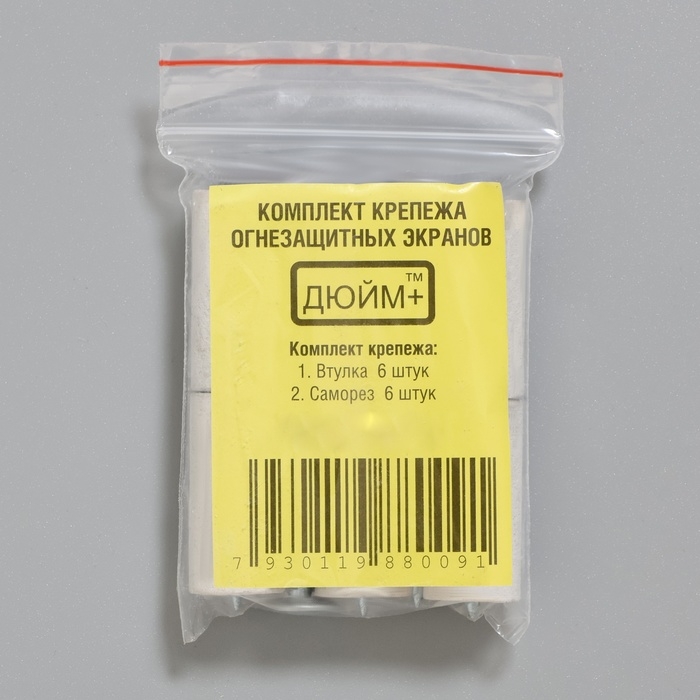 КОМПЛЕКТ КРЕПЕЖА
ОГНЕЗАЩИТНЫХ ЭКРАНОВ
ДЮЙМ+™
Комплект крепежа:
1. Втулка 6 штук
2. Саморез 6 штук
7 930119 880091